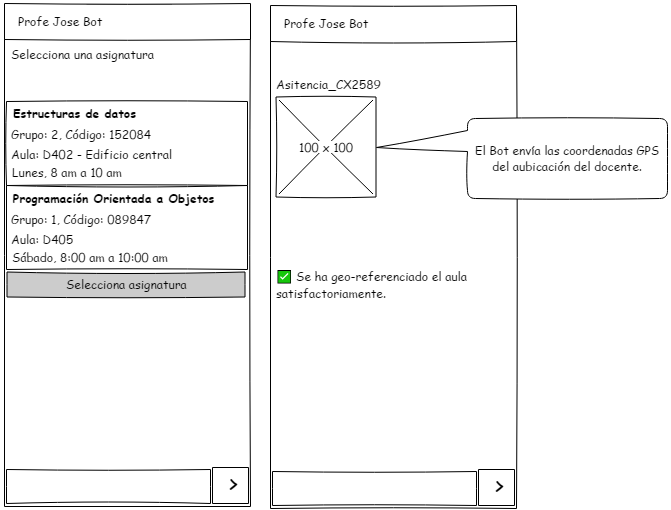 Profe Jose Bot
Selecciona una asignatura
Estructuras de datos
Grupo: 2, Código: 152084
Aula: D402 - Edificio central
Lunes, 8 am a 10 am
Programación Orientada a Objetos
Grupo: 1, Código: 089847
Aula: D405
Sábado, 8:00 am a 10:00 am
Selecciona asignatura
>
Profe Jose Bot
Asitencia_CX2589
100 x 100
El Bot envía las coordenadas GPS
del aubicación del docente.
✅ Se ha geo-referenciado el aula
satisfactoriamente.
>